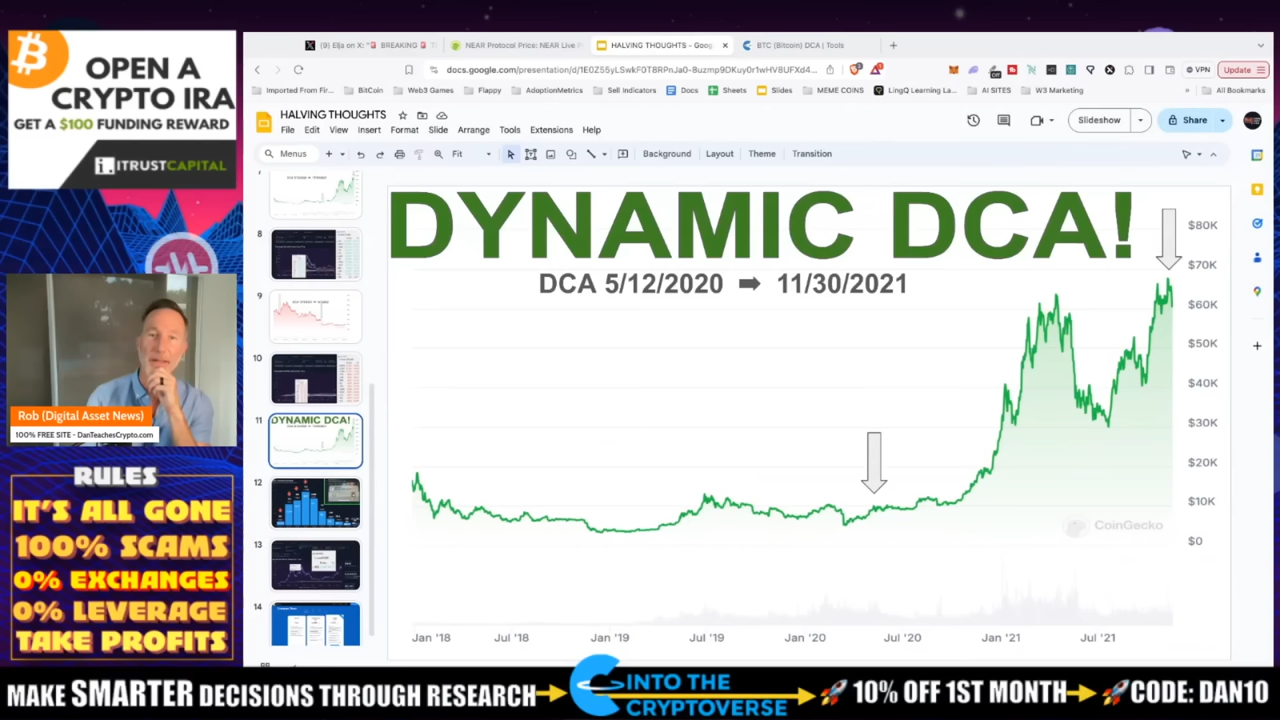 OPEN A
CRYPTO IRA
GET A $100 FUNDING REWARD
iTRUSTCAPITAL
Rob (Digital Asset News)
100% FREE SITE - DanTeachesCrypto.com
RULES
IT'S ALL GONE
100% SCAMS
0% EXCHANGES
0% LEVERAGE
TAKE PROFITS
(9) Elja on X: "🚨 BREAKING 🚨
NEAR Protocol Price: NEAR Live P
HALVING THOUGHTS - Goog
BTC (Bitcoin) DCA | Tools
VPN
Update
Imported From Fir...
BitCoin
Web3 Games
Flappy
AdoptionMetrics
Sell Indicators
Docs
Sheets
Slides
MEME COINS
LingQ Learning La...
AI SITES
W3 Marketing
All Bookmarks
HALVING THOUGHTS
File Edit View Insert Format Slide Arrange Tools Extensions Help
Slideshow
Share
Menus
Fit
Background Layout Theme Transition
7
8
9
10
11
12
13
14
DYNAMIC DCA!
DYNAMIC DCA!
DCA 5/12/2020 ➡ 11/30/2021
$80K
$70K
$60K
$50K
$40K
$30K
$20K
$10K
$0
CoinGecko
Jan '18 Jul '18 Jan '19 Jul '19 Jan '20 Jul '20 Jan '21 Jul '21
MAKE SMARTER DECISIONS THROUGH RESEARCH
INTO THE
CRYPTOVERSE
🚀 10% OFF 1ST MONTH
🚀CODE: DAN10